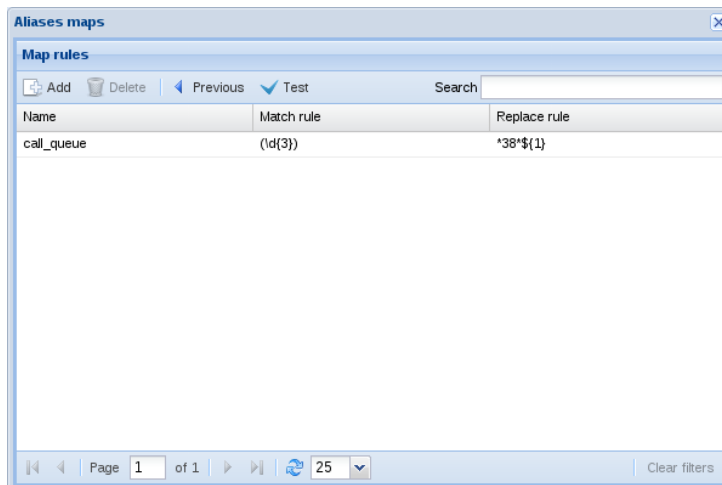 Aliases maps
Map rules
Add Delete Previous Test Search
Name Match rule Replace rule
call_queue (\d{3}) *38*${1}
Page 1 of 1 25 Clear filters